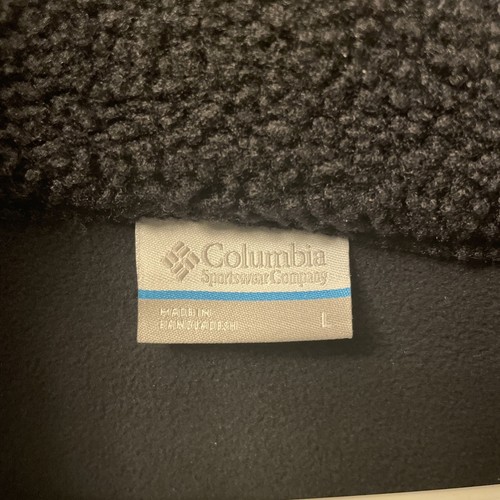 Columbia
Sportswear Company
MADE IN
BANGLADESH
L